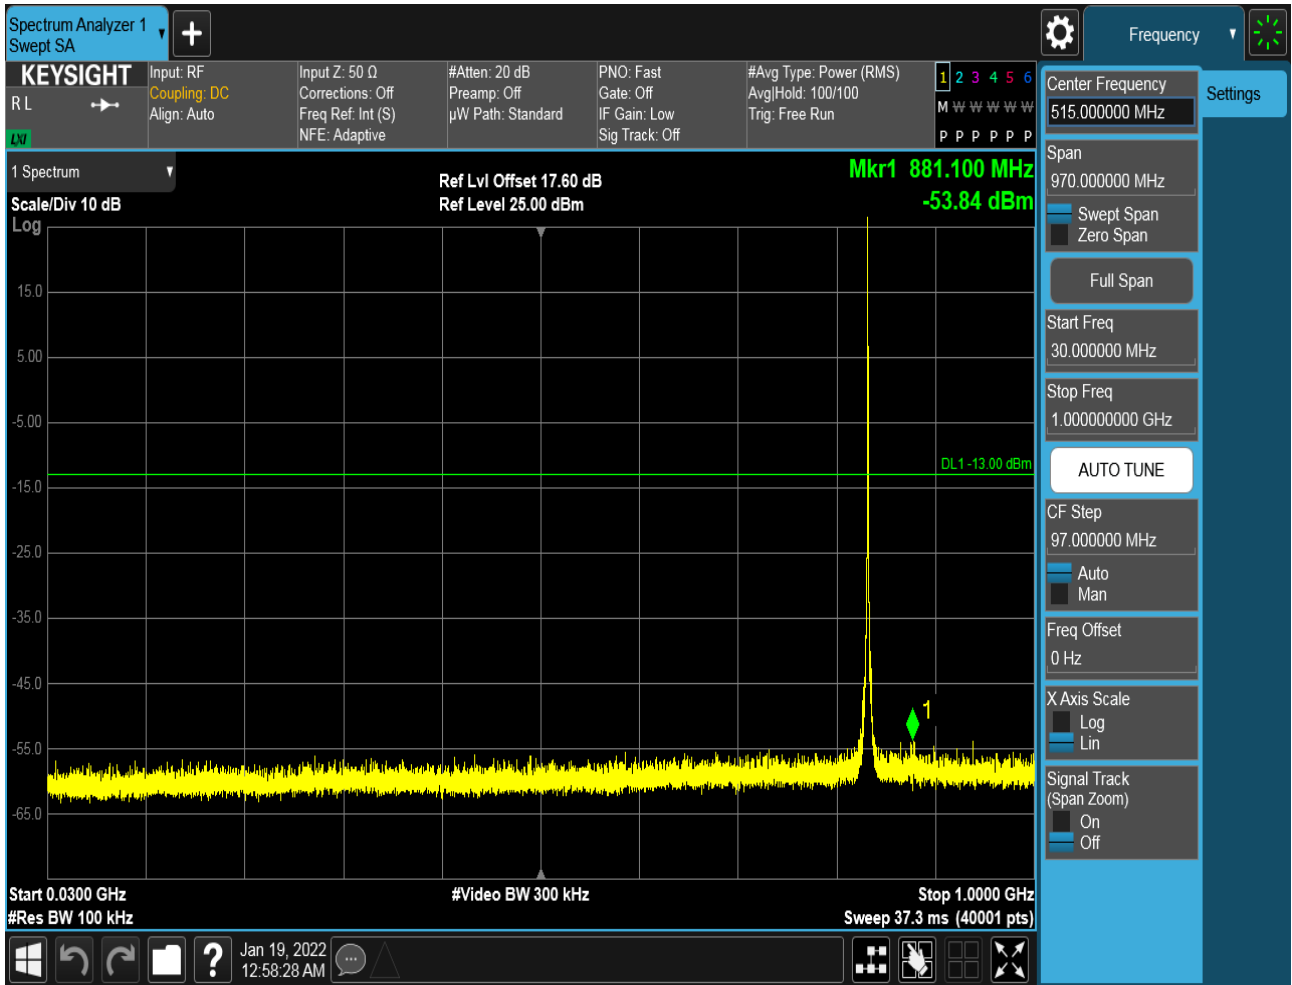 Spectrum Analyzer 1
Swept SA
Frequency
KEYSIGHT
R L
LXI
Input: RF
Coupling: DC
Align: Auto
Input Z: 50 Ω
Corrections: Off
Freq Ref: Int (S)
NFE: Adaptive
#Atten: 20 dB
Preamp: Off
µW Path: Standard
PNO: Fast
Gate: Off
IF Gain: Low
Sig Track: Off
#Avg Type: Power (RMS)
Avg|Hold: 100/100
Trig: Free Run
1 2 3 4 5 6
M W W W W W
P P P P P P
1 Spectrum
Scale/Div 10 dB
Log
Ref Lvl Offset 17.60 dB
Ref Level 25.00 dBm
Mkr1 881.100 MHz
-53.84 dBm
15.0
5.00
-5.00
-15.0
-25.0
-35.0
-45.0
-55.0
-65.0
DL1 -13.00 dBm
1
Start 0.0300 GHz
#Res BW 100 kHz
#Video BW 300 kHz
Stop 1.0000 GHz
Sweep 37.3 ms (40001 pts)
Center Frequency
515.000000 MHz
Settings
Span
970.000000 MHz
Swept Span
Zero Span
Full Span
Start Freq
30.000000 MHz
Stop Freq
1.000000000 GHz
AUTO TUNE
CF Step
97.000000 MHz
Auto
Man
Freq Offset
0 Hz
X Axis Scale
Log
Lin
Signal Track
(Span Zoom)
On
Off
?
Jan 19, 2022
12:58:28 AM